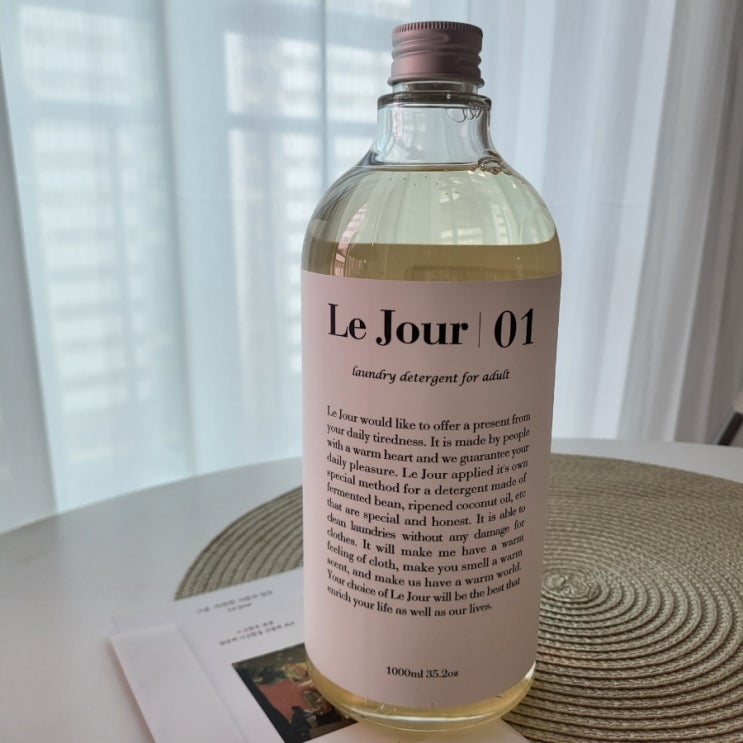 Le Jour | 01
laundry detergent for adult
Le Jour would like to offer a present from
your daily tiredness. It is made by people
with a warm heart and we guarantee your
daily pleasure. Le Jour applied it's own
special method for a detergent made of
fermented bean, ripened coconut oil, etc
that are special and honest. It is able to
clean laundries without any damage for
clothes. It will make me have a warm
feeling of cloth, make you smell a warm
scent, and make us have a warm world.
Your choice of Le Jour will be the best that
enrich your life as well as our lives.
1000ml 35.2oz
Le jour